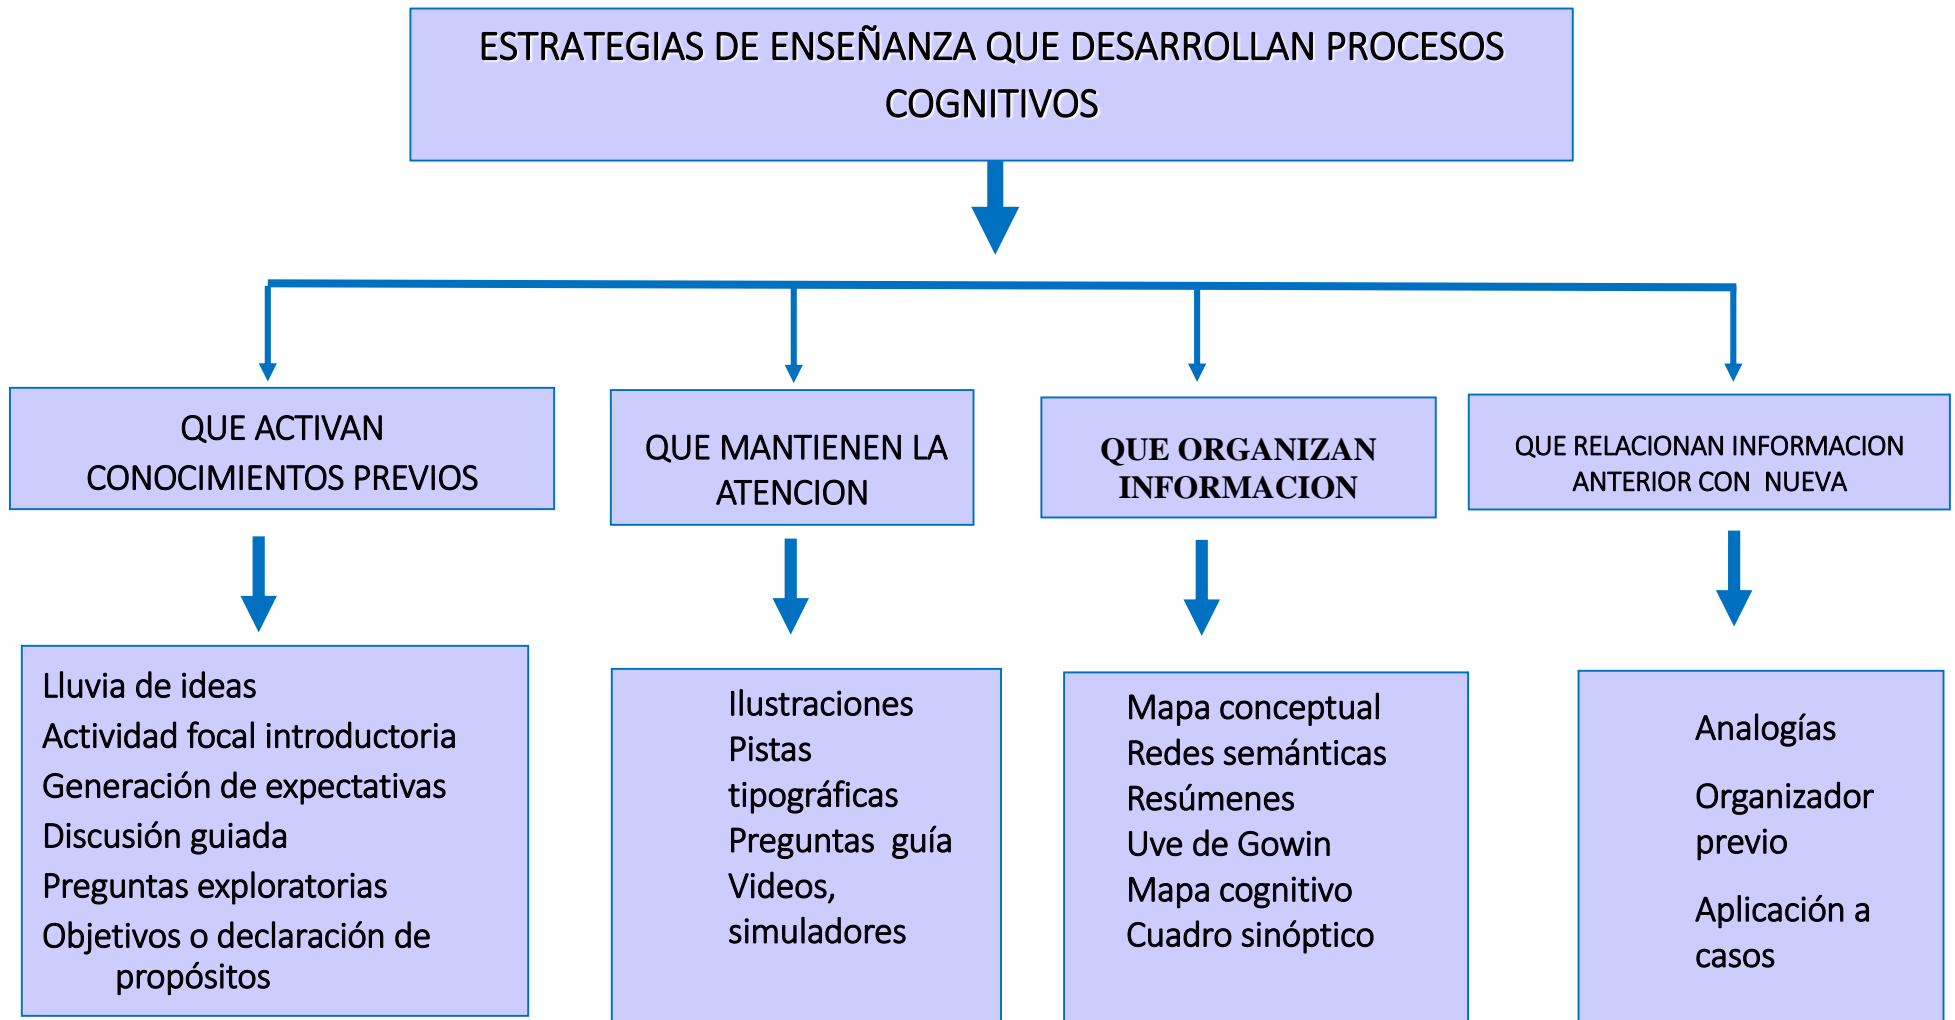 ESTRATEGIAS DE ENSEÑANZA QUE DESARROLLAN PROCESOS
COGNITIVOS
QUE ACTIVAN
CONOCIMIENTOS PREVIOS
QUE MANTIENEN LA
ATENCION
QUE ORGANIZAN
INFORMACION
QUE RELACIONAN INFORMACION
ANTERIOR CON  NUEVA
Lluvia de ideas
Actividad focal introductoria
Generación de expectativas
Discusión guiada
Preguntas exploratorias
Objetivos o declaración de
propósitos
Ilustraciones
Pistas
tipográficas
Preguntas  guía
Videos,
simuladores
Mapa conceptual
Redes semánticas
Resúmenes
Uve de Gowin
Mapa cognitivo
Cuadro sinóptico
Analogías
Organizador
previo
Aplicación a
casos